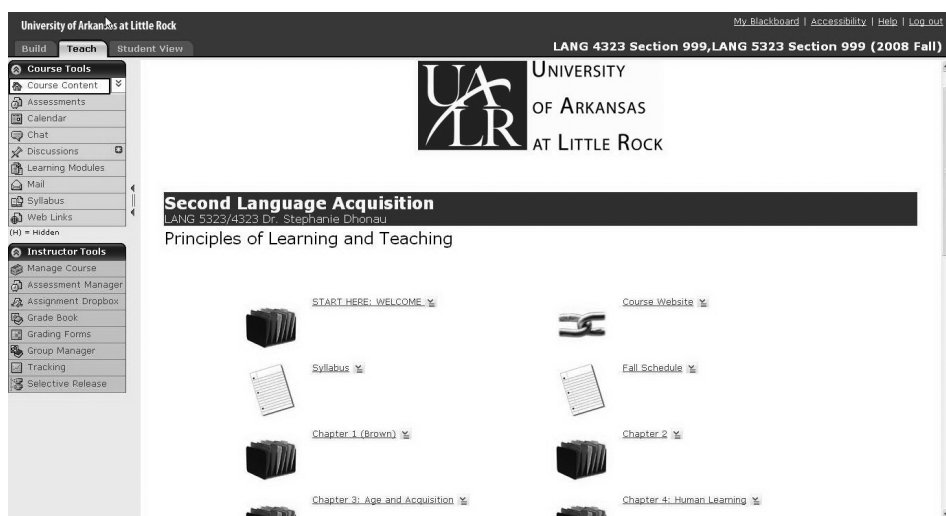 University of Arkansas at Little Rock
My Blackboard | Accessibility | Help | Log out
Build Teach Student View
LANG 4323 Section 999,LANG 5323 Section 999 (2008 Fall)
Course Tools
Course Content
Assessments
Calendar
Chat
Discussions
Learning Modules
Mail
Syllabus
Web Links
(H) = Hidden
Instructor Tools
Manage Course
Assessment Manager
Assignment Dropbox
Grade Book
Grading Forms
Group Manager
Tracking
Selective Release
UALR
UNIVERSITY
OF ARKANSAS
AT LITTLE ROCK
Second Language Acquisition
LANG 5323/4323 Dr. Stephanie Dhonau
Principles of Learning and Teaching
START HERE: WELCOME
Course Website
Syllabus
Fall Schedule
Chapter 1 (Brown)
Chapter 2
Chapter 3: Age and Acquisition
Chapter 4: Human Learning